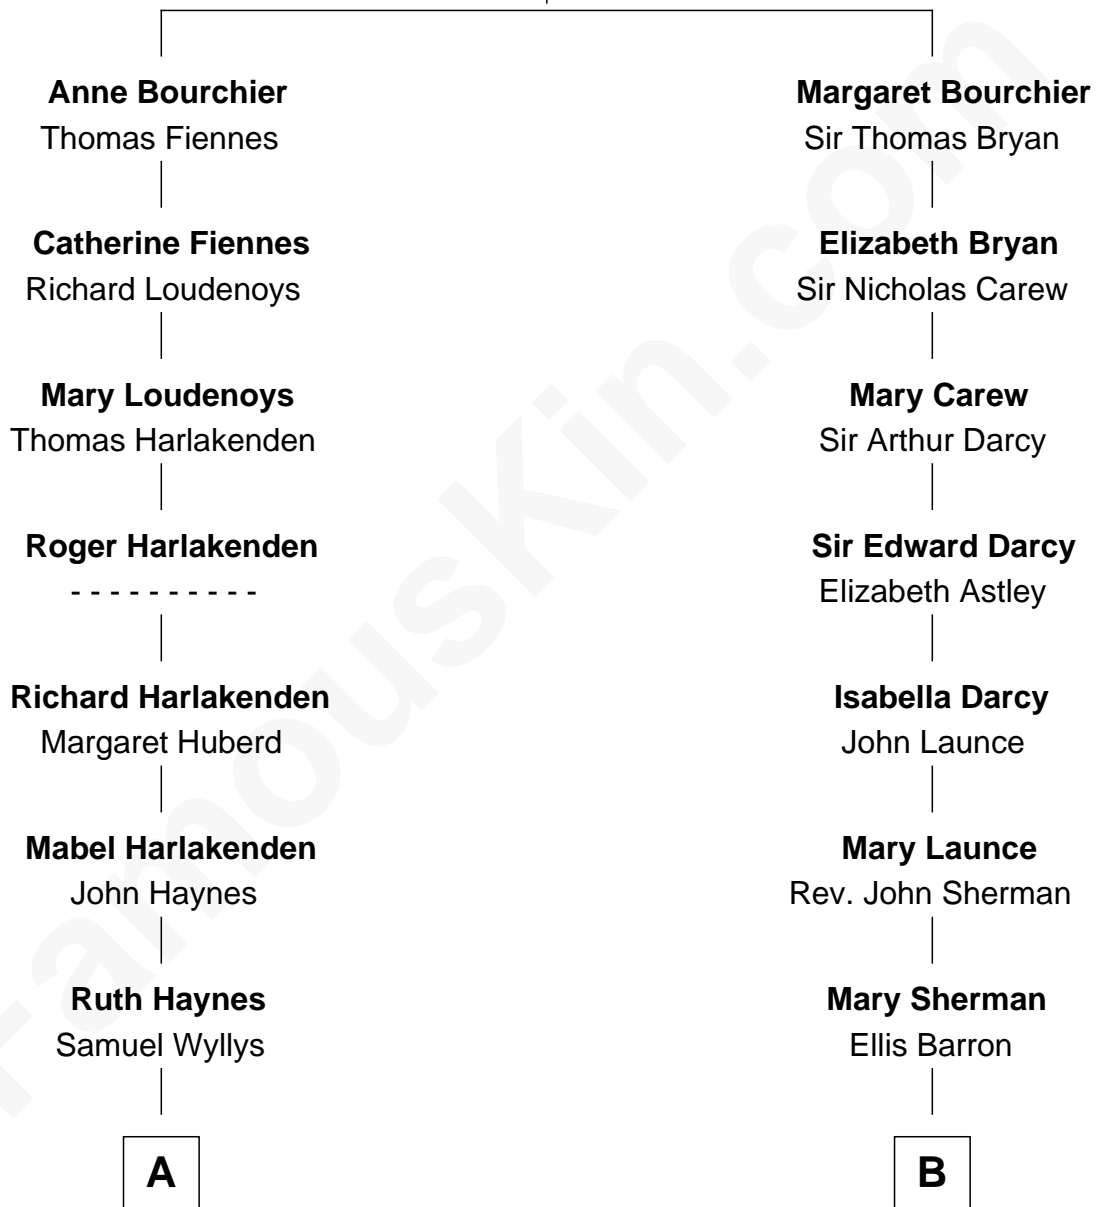 Anne Bourchier
Thomas Fiennes
Catherine Fiennes
Richard Loudenoys
Mary Loudenoys
Thomas Harlakenden
Roger Harlakenden
- - - - - - - - - -
Richard Harlakenden
Margaret Huberd
Mabel Harlakenden
John Haynes
Ruth Haynes
Samuel Wyllys
A
Margaret Bourchier
Sir Thomas Bryan
Elizabeth Bryan
Sir Nicholas Carew
Mary Carew
Sir Arthur Darcy
Sir Edward Darcy
Elizabeth Astley
Isabella Darcy
John Launce
Mary Launce
Rev. John Sherman
Mary Sherman
Ellis Barron
B
FamousKin.com